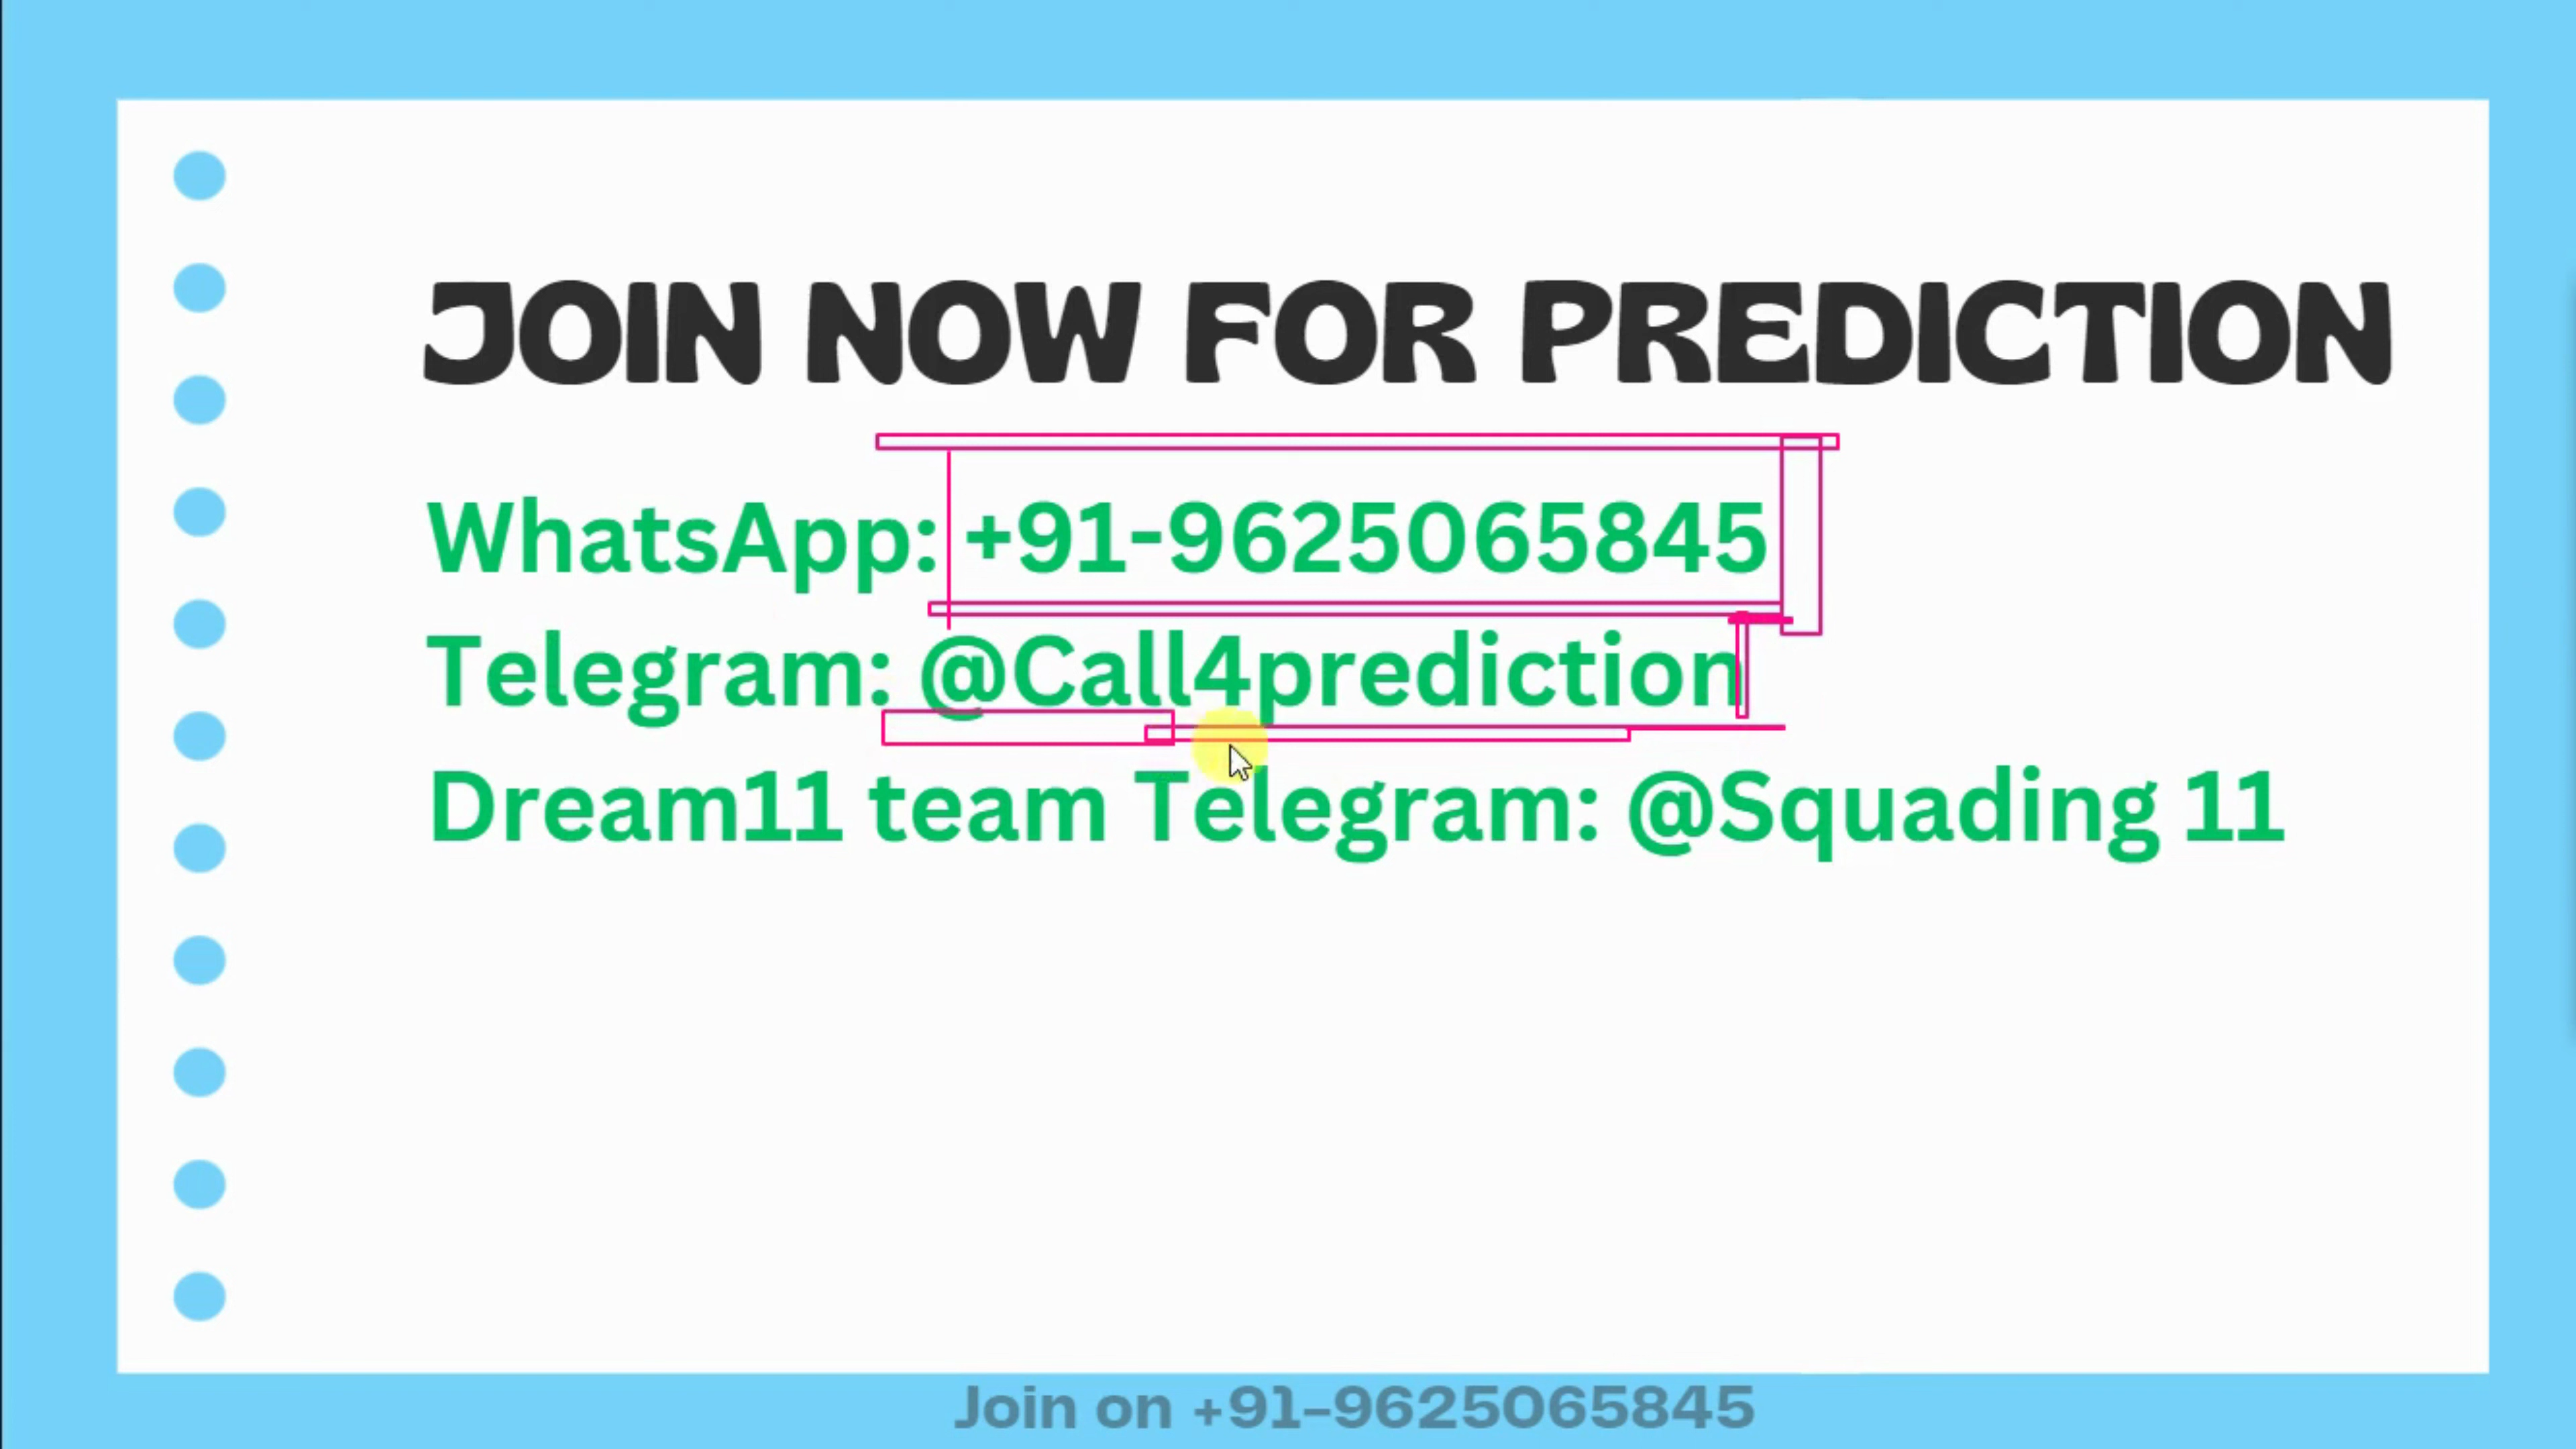 JOIN NOW FOR PREDICTION
WhatsApp: +91-9625065845
Telegram: @Call4prediction
Dream11 team Telegram: @Squading 11
Join on +91-9625065845